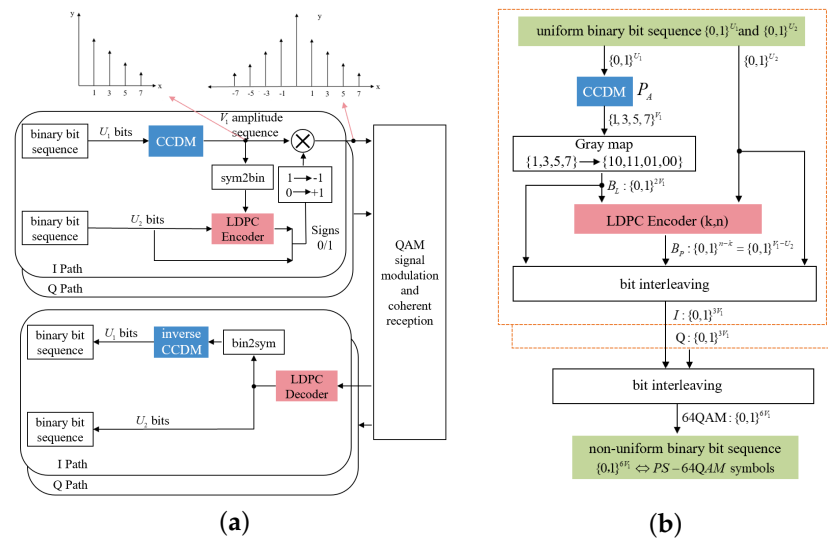 y
x
1 3 5 7
y
x
-7 -5 -3 -1 1 3 5 7
V₁ amplitude
sequence
binary bit
sequence
U₁ bits
CCDM
sym2bin
1→-1
0→+1
binary bit
sequence
U₂ bits
LDPC
Encoder
Signs
0/1
I Path
Q Path
QAM
signal
modulation
and
coherent
reception
binary bit
sequence
U₁ bits
inverse
CCDM
bin2sym
LDPC
Decoder
binary bit
sequence
U₂ bits
I Path
Q Path
(a)
uniform binary bit sequence {0,1}^{U₁} and {0,1}^{U₂}
{0,1}^{U₁}
{0,1}^{U₂}
CCDM
P_A
{1,3,5,7}^{V₁}
Gray map
{1,3,5,7}→{10,11,01,00}
B_L : {0,1}^{2V₁}
LDPC Encoder (k,n)
B_P : {0,1}^{n-k} = {0,1}^{V₁-U₂}
bit interleaving
I : {0,1}^{3V₁}
Q : {0,1}^{3V₁}
bit interleaving
64QAM : {0,1}^{6V₁}
non-uniform binary bit sequence
{0,1}^{6V₁} ⇔ PS−64QAM symbols
(b)